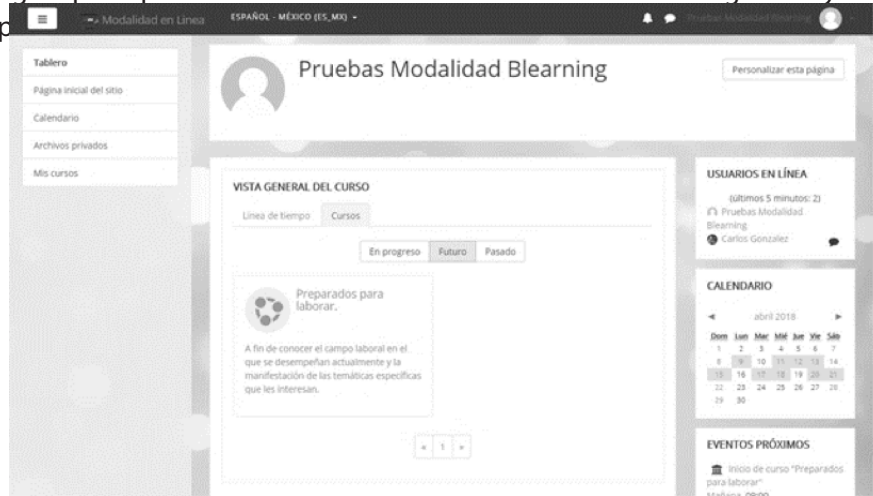 Modalidad en Línea
ESPAÑOL - MÉXICO (ES_MX)
Pruebas Modalidad Blearning
Tablero
Página inicial del sitio
Calendario
Archivos privados
Mis cursos
Pruebas Modalidad Blearning
Personalizar esta página
VISTA GENERAL DEL CURSO
Línea de tiempo Cursos
En progreso Futuro Pasado
Preparados para
laborar.
A fin de conocer el campo laboral en el
que se desempeñan actualmente y la
manifestación de las temáticas específicas
que les interesan.
« 1 »
USUARIOS EN LÍNEA
(últimos 5 minutos: 2)
Pruebas Modalidad
Blearning
Carlos Gonzalez
CALENDARIO
◄ abril 2018 ►
Dom Lun Mar Mié Jue Vie Sáb
1 2 3 4 5 6 7
8 9 10 11 12 13 14
15 16 17 18 19 20 21
22 23 24 25 26 27 28
29 30
EVENTOS PRÓXIMOS
Inicio de curso "Preparados
para laborar"
Mañana, 09:00